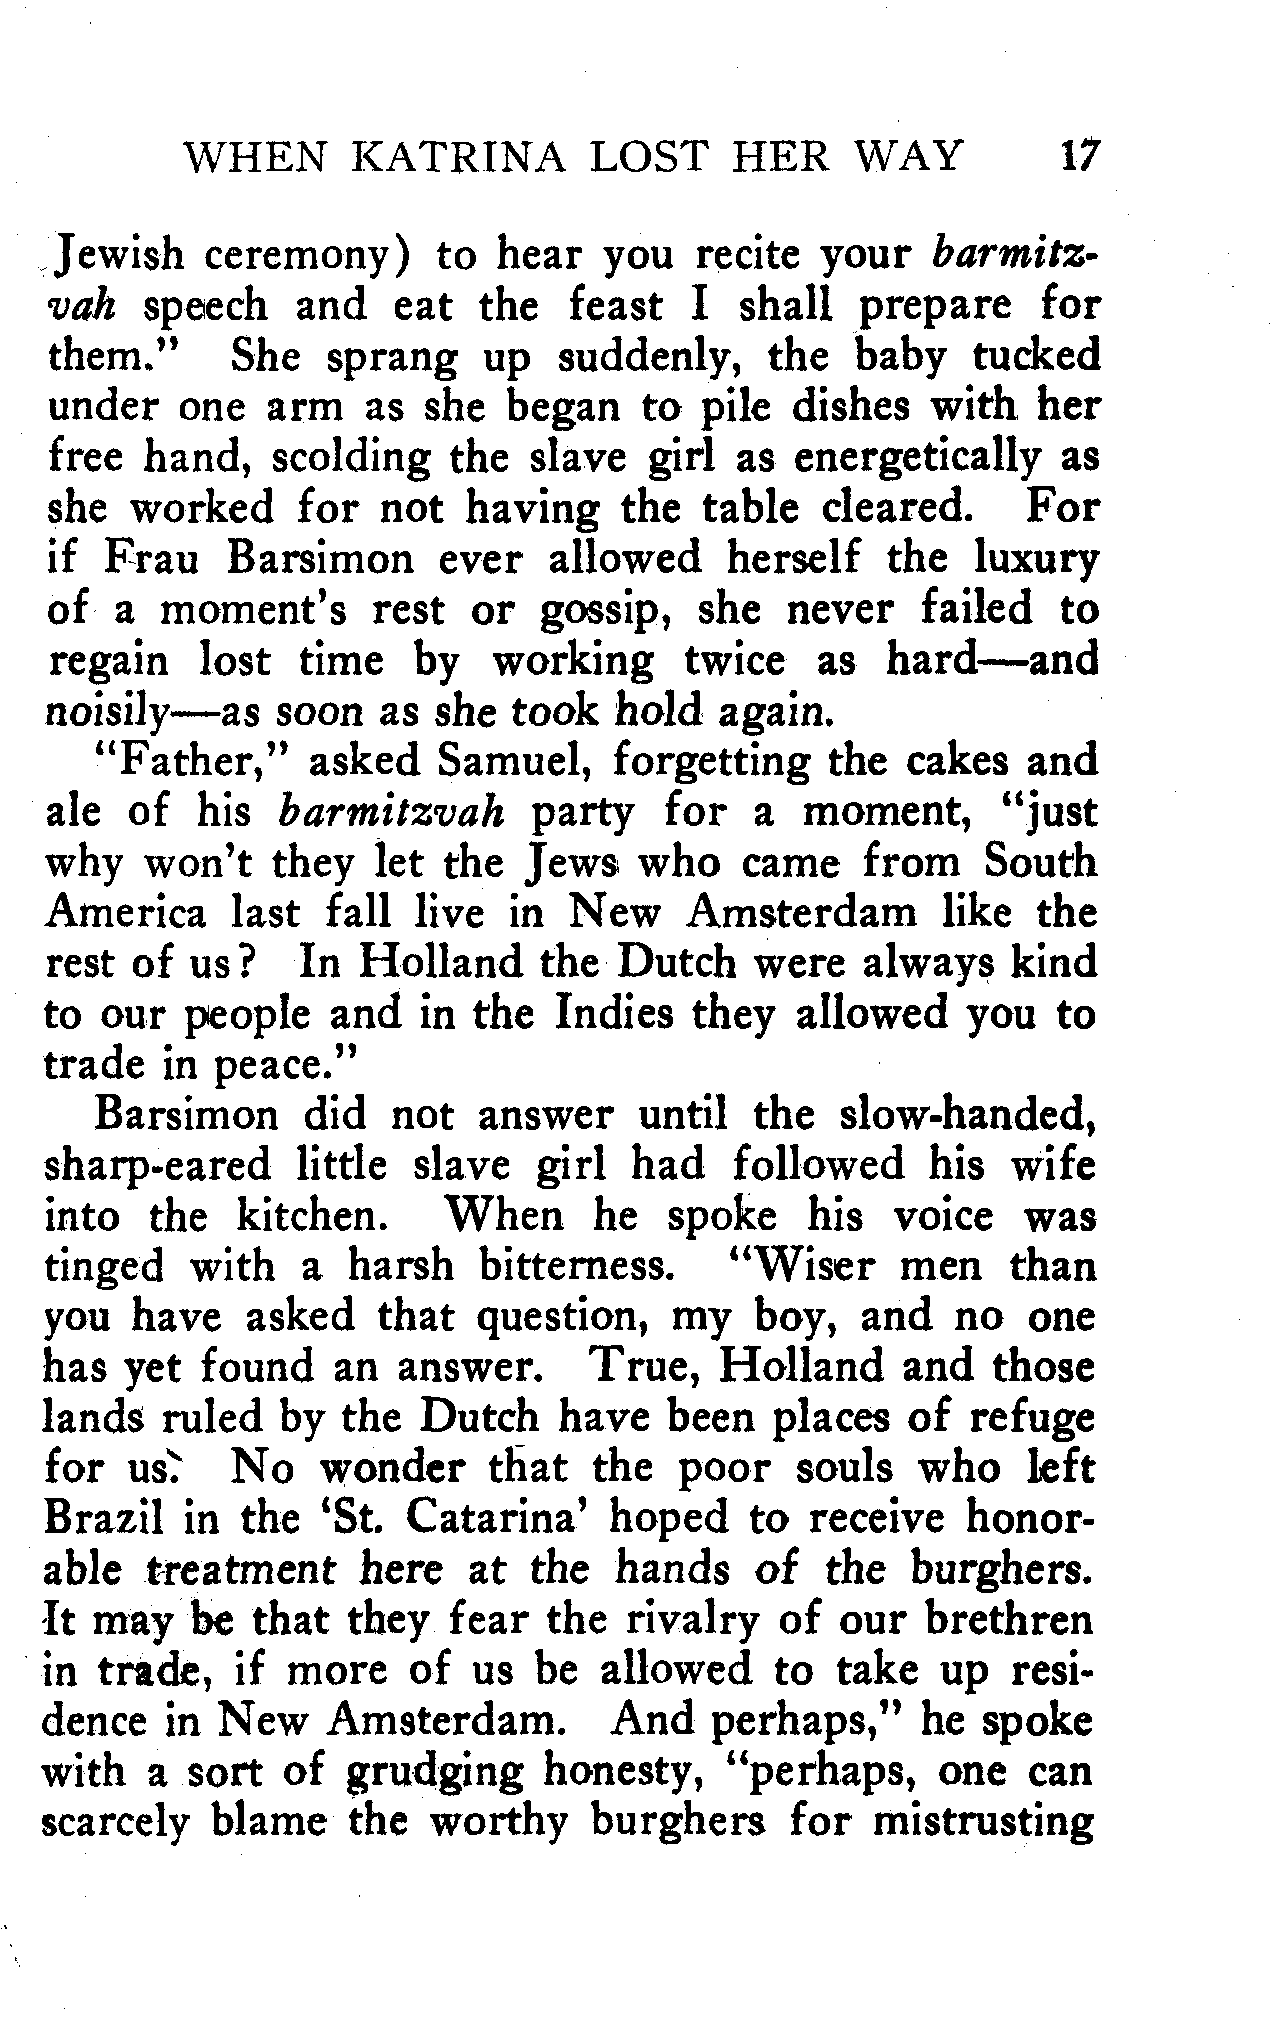 WHEN KATRINA LOST HER WAY 17
Jewish ceremony) to hear you recite your barmitz-
vah speech and eat the feast I shall prepare for
them." She sprang up suddenly, the baby tucked
under one arm as she began to pile dishes with her
free hand, scolding the slave girl as energetically as
she worked for not having the table cleared. For
if Frau Barsimon ever allowed herself the luxury
of a moment's rest or gossip, she never failed to
regain lost time by working twice as hard—and
noisily—as soon as she took hold again.
"Father," asked Samuel, forgetting the cakes and
ale of his barmitzvah party for a moment, "just
why won't they let the Jews who came from South
America last fall live in New Amsterdam like the
rest of us? In Holland the Dutch were always kind
to our people and in the Indies they allowed you to
trade in peace."
Barsimon did not answer until the slow-handed,
sharp-eared little slave girl had followed his wife
into the kitchen. When he spoke his voice was
tinged with a harsh bitterness. "Wiser men than
you have asked that question, my boy, and no one
has yet found an answer. True, Holland and those
lands ruled by the Dutch have been places of refuge
for us. No wonder that the poor souls who left
Brazil in the 'St. Catarina' hoped to receive honor-
able treatment here at the hands of the burghers.
It may be that they fear the rivalry of our brethren
in trade, if more of us be allowed to take up resi-
dence in New Amsterdam. And perhaps," he spoke
with a sort of grudging honesty, "perhaps, one can
scarcely blame the worthy burghers for mistrusting